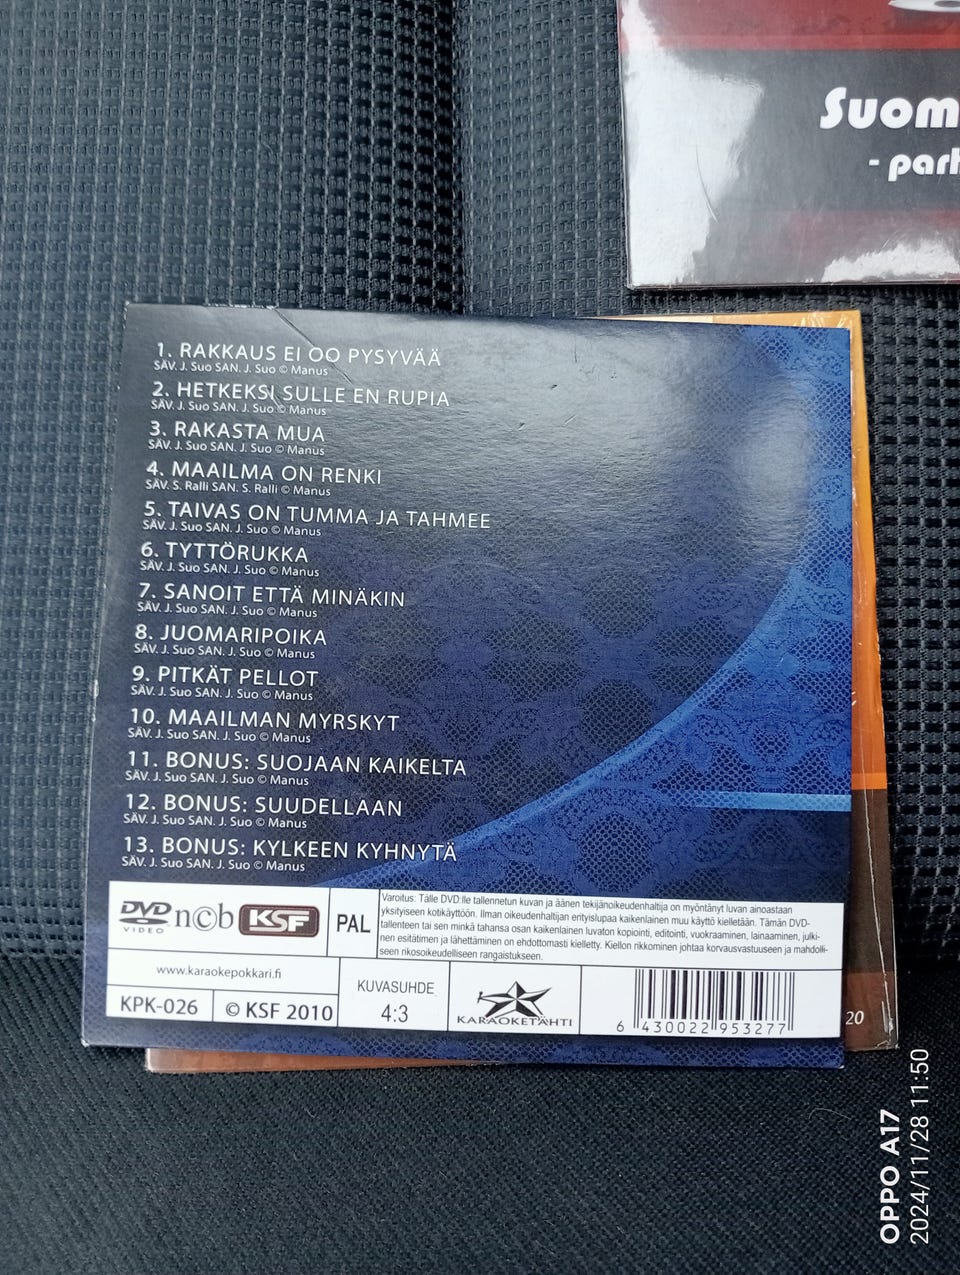 Suom
- parh
1. RAKKAUS EI OO PYSYVÄÄ
SÄV. J. Suo SAN. J. Suo © Manus
2. HETKEKSI SULLE EN RUPIA
SÄV. J. Suo SAN. J. Suo © Manus
3. RAKASTA MUA
SÄV. J. Suo SAN. J. Suo © Manus
4. MAAILMA ON RENKI
SÄV. S. Ralli SAN. S. Ralli © Manus
5. TAIVAS ON TUMMA JA TAHMEE
SÄV. J. Suo SAN. J. Suo © Manus
6. TYTTÖRUKKA
SÄV. J. Suo SAN. J. Suo © Manus
7. SANOIT ETTÄ MINÄKIN
SÄV. J. Suo SAN. J. Suo © Manus
8. JUOMARIPOIKA
SÄV. J. Suo SAN. J. Suo © Manus
9. PITKÄT PELLOT
SÄV. J. Suo SAN. J. Suo © Manus
10. MAAILMAN MYRSKYT
SÄV. J. Suo SAN. J. Suo © Manus
11. BONUS: SUOJAAN KAIKELTA
SÄV. J. Suo SAN. J. Suo © Manus
12. BONUS: SUUDELLAAN
SÄV. J. Suo SAN. J. Suo © Manus
13. BONUS: KYLKEEN KYHNYTÄ
SÄV. J. Suo SAN. J. Suo © Manus
DVD VIDEO n©b KSF PAL
Varoitus: Tälle DVD:lle tallennetun kuvan ja äänen tekijänoikeudenhaltija on myöntänyt luvan ainoastaan
yksityiseen kotikäyttöön. Ilman oikeudenhaltijan erityislupaa kaikenlainen muu käyttö kielletään. Tämän DVD-
tallenteen tai sen minkä tahansa osan kaikenlainen luvaton kopiointi, editointi, vuokraaminen, lainaaminen, julki-
nen esitätimen ja lähettäminen on ehdottomasti kielletty. Kiellon rikkominen johtaa korvausvastuuseen ja mahdolli-
seen rikosoikeudelliseen rangaistukseen.
www.karaokepokkari.fi
KPK-026
© KSF 2010
KUVASUHDE
4:3
KARAOKETÄHTI
6 430022 953277
20
OPPO A17
2024/11/28 11:50